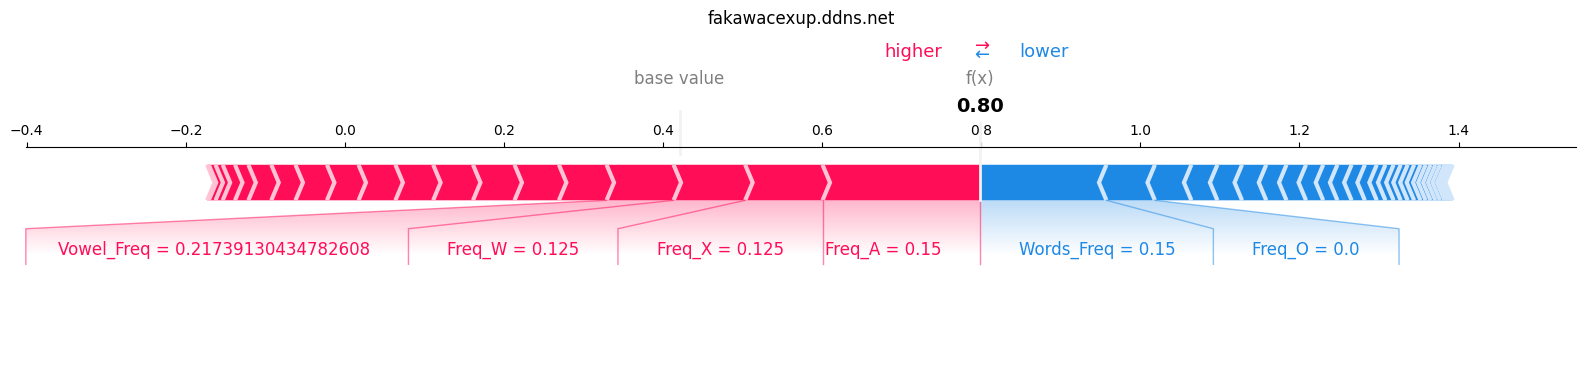 fakawacexup.ddns.net
higher → ← lower
base value f(x)
0.80
−0.4 −0.2 0.0 0.2 0.4 0.6 0.8 1.0 1.2 1.4
Vowel_Freq = 0.21739130434782608 Freq_W = 0.125 Freq_X = 0.125 Freq_A = 0.15 Words_Freq = 0.15 Freq_O = 0.0